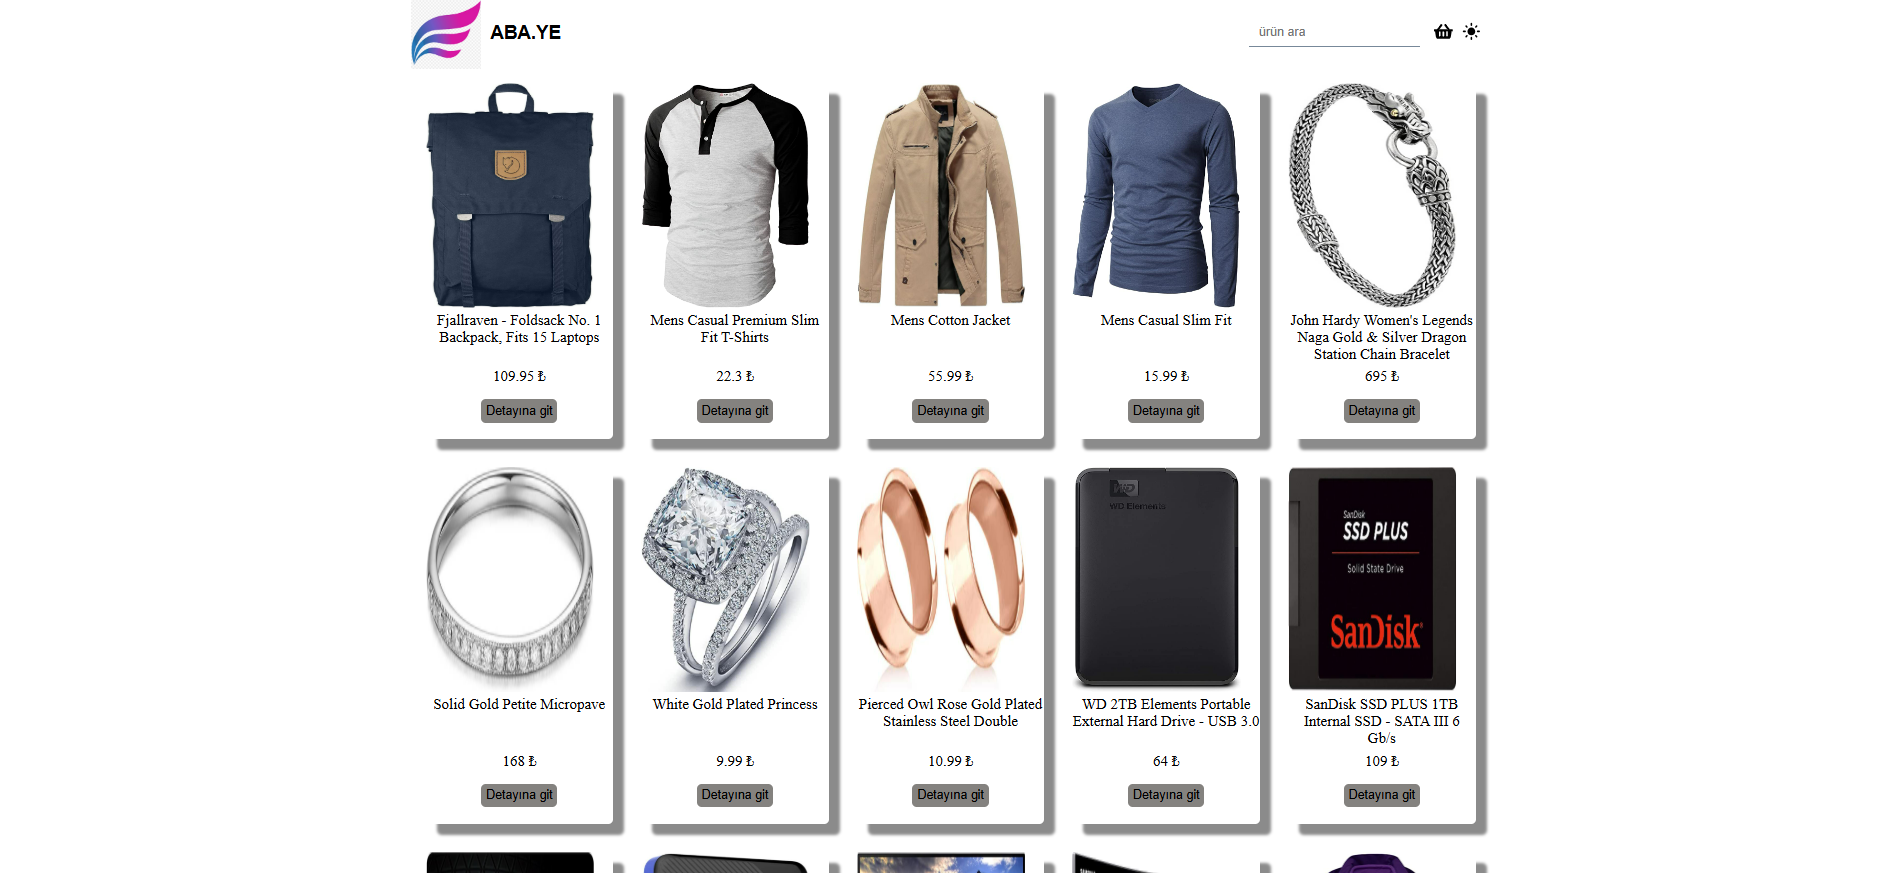 ABA.YE
ürün ara
Fjallraven - Foldsack No. 1
Backpack, Fits 15 Laptops
109.95 ₺
Detayına git
Mens Casual Premium Slim
Fit T-Shirts
22.3 ₺
Detayına git
Mens Cotton Jacket
55.99 ₺
Detayına git
Mens Casual Slim Fit
15.99 ₺
Detayına git
John Hardy Women's Legends
Naga Gold & Silver Dragon
Station Chain Bracelet
695 ₺
Detayına git
Solid Gold Petite Micropave
168 ₺
Detayına git
White Gold Plated Princess
9.99 ₺
Detayına git
Pierced Owl Rose Gold Plated
Stainless Steel Double
10.99 ₺
Detayına git
WD
WD Elements
WD 2TB Elements Portable
External Hard Drive - USB 3.0
64 ₺
Detayına git
SanDisk
SSD PLUS
Solid State Drive
SanDisk
SanDisk SSD PLUS 1TB
Internal SSD - SATA III 6
Gb/s
109 ₺
Detayına git